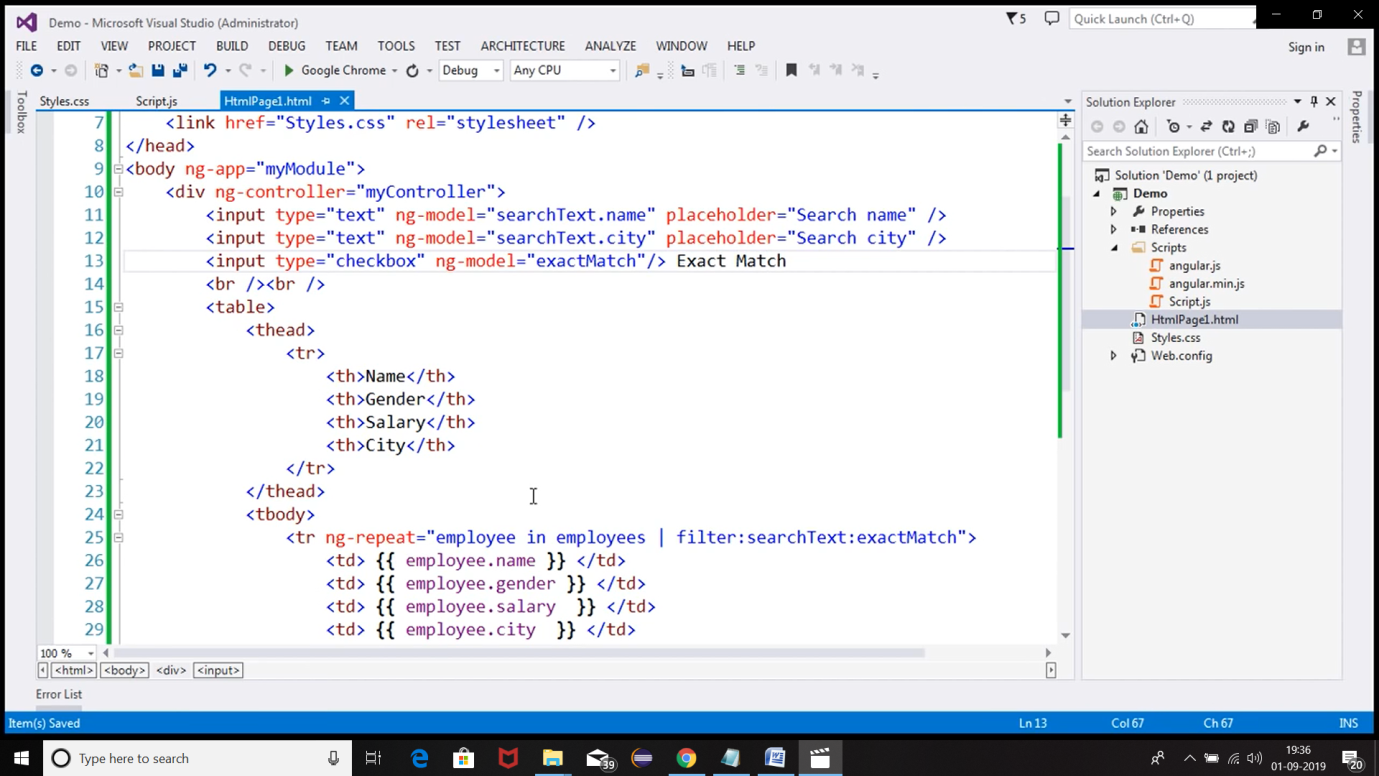 Demo - Microsoft Visual Studio (Administrator)
5
Quick Launch (Ctrl+Q)
FILE EDIT VIEW PROJECT BUILD DEBUG TEAM TOOLS TEST ARCHITECTURE ANALYZE WINDOW HELP
Sign in
Google Chrome Debug Any CPU
Toolbox
Styles.css Script.js HtmlPage1.html
7 <link href="Styles.css" rel="stylesheet" />
8 </head>
9 <body ng-app="myModule">
10 <div ng-controller="myController">
11 <input type="text" ng-model="searchText.name" placeholder="Search name" />
12 <input type="text" ng-model="searchText.city" placeholder="Search city" />
13 <input type="checkbox" ng-model="exactMatch"/> Exact Match
14 <br /><br />
15 <table>
16 <thead>
17 <tr>
18 <th>Name</th>
19 <th>Gender</th>
20 <th>Salary</th>
21 <th>City</th>
22 </tr>
23 </thead>
24 <tbody>
25 <tr ng-repeat="employee in employees | filter:searchText:exactMatch">
26 <td> {{ employee.name }} </td>
27 <td> {{ employee.gender }} </td>
28 <td> {{ employee.salary }} </td>
29 <td> {{ employee.city }} </td>
100 %
<html> <body> <div> <input>
Solution Explorer
Search Solution Explorer (Ctrl+;)
Solution 'Demo' (1 project)
Demo
Properties
References
Scripts
angular.js
angular.min.js
Script.js
HtmlPage1.html
Styles.css
Web.config
Properties
Error List
Item(s) Saved Ln 13 Col 67 Ch 67 INS
Type here to search
39
19:36
01-09-2019
20